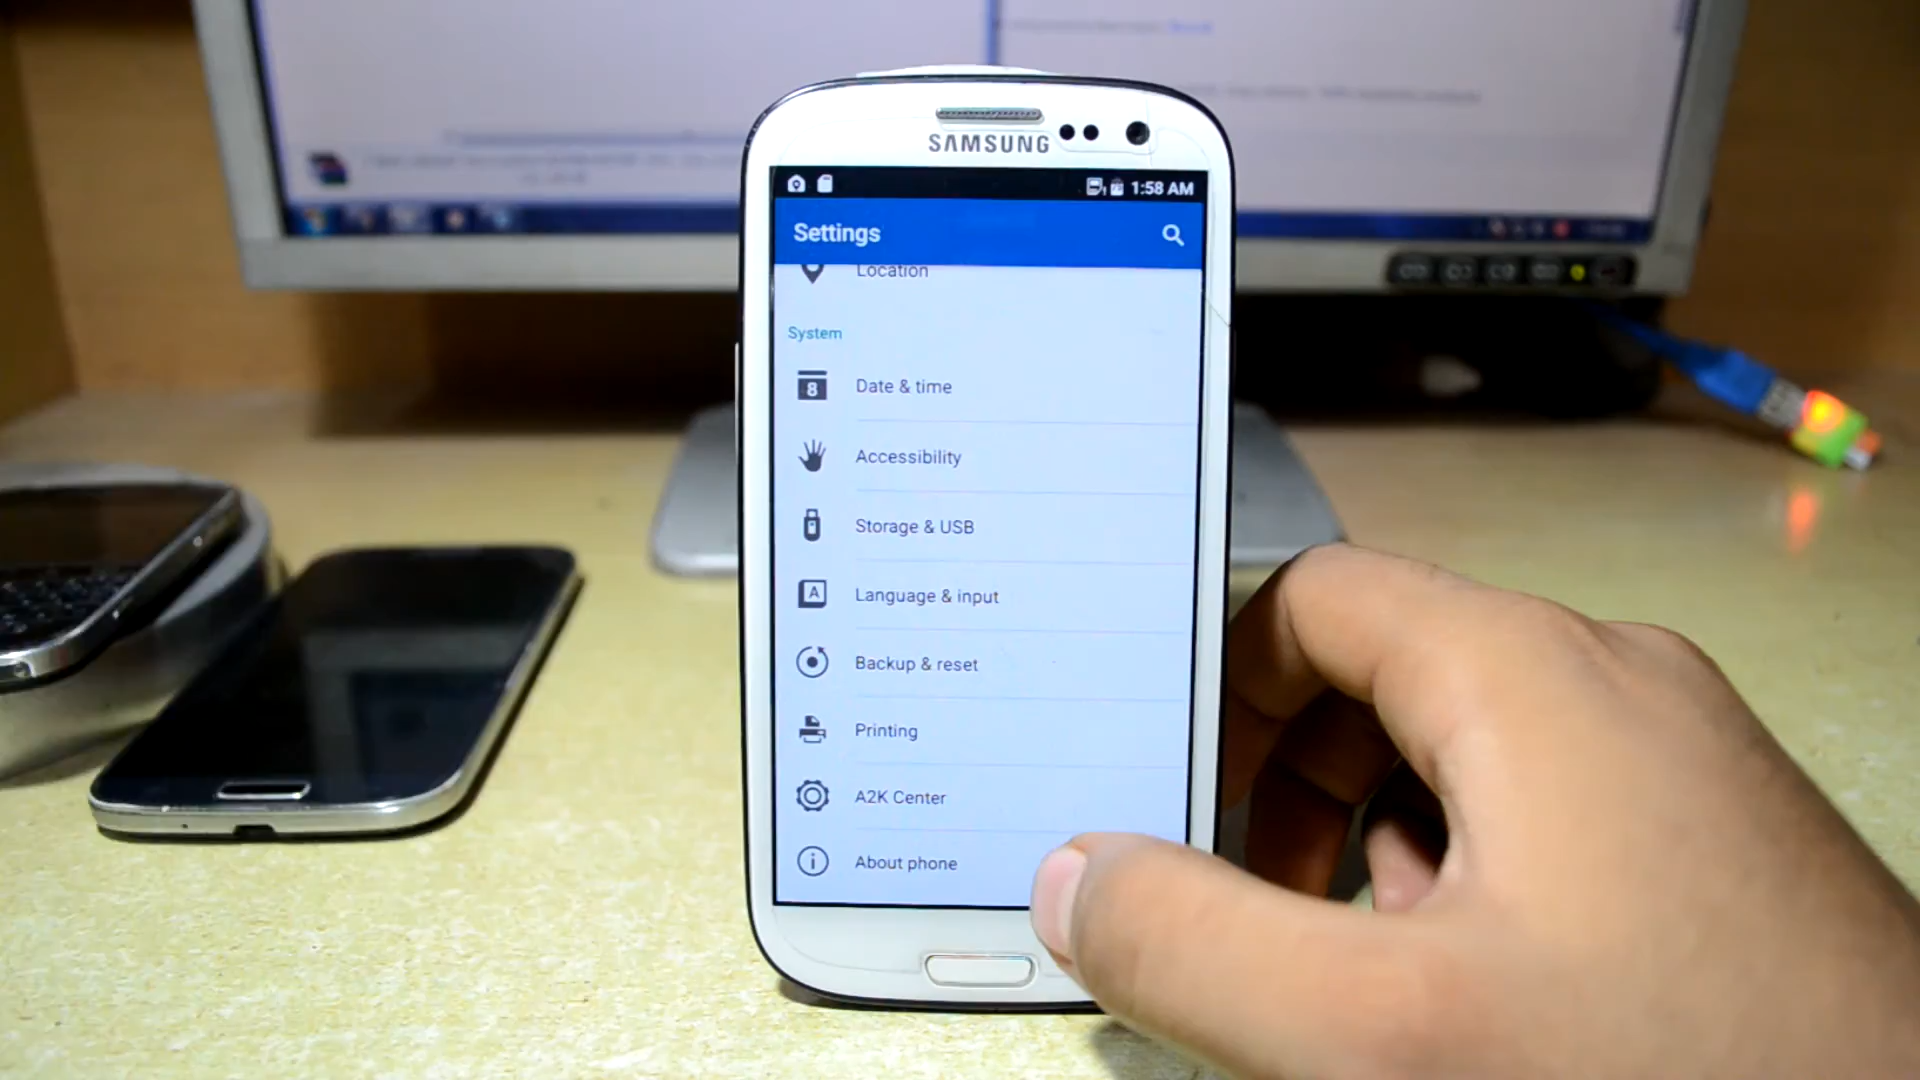 SAMSUNG
1:58 AM
Settings
Location
System
8
Date & time
Accessibility
Storage & USB
A
Language & input
Backup & reset
Printing
A2K Center
About phone